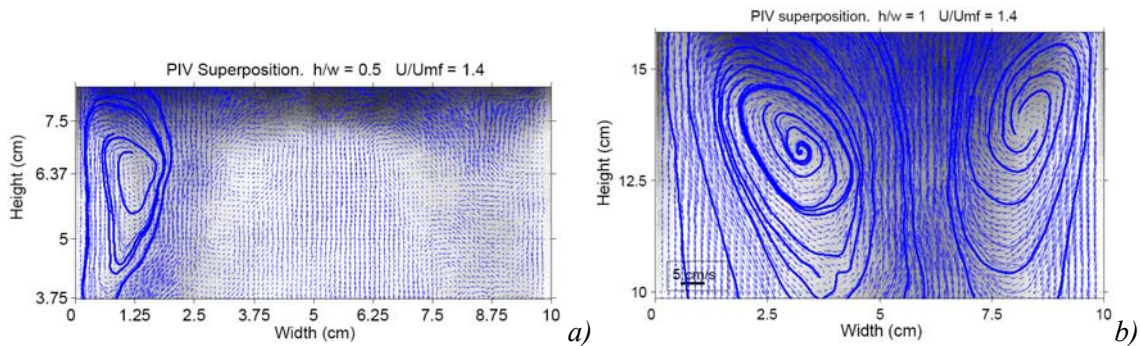 PIV Superposition. h/w = 0.5 U/Umf = 1.4
Height (cm)
7.5
6.37
5
3.75
0 1.25 2.5 3.75 5 6.25 7.5 8.75 10
Width (cm)
a)
PIV superposition. h/w = 1 U/Umf = 1.4
Height (cm)
15
12.5
10
5 cm/s
0 2.5 5 7.5 10
Width (cm)
b)